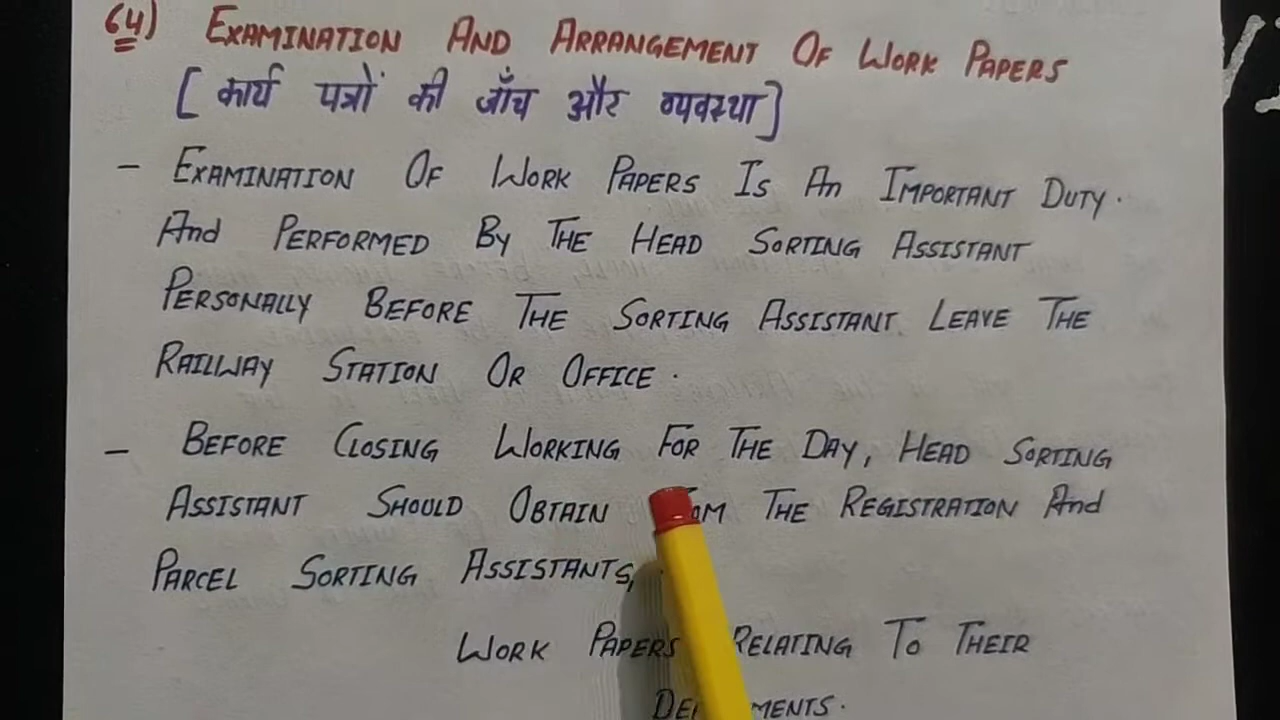 64) Examination And Arrangement Of Work Papers
[ कार्य पत्रों की जाँच और व्यवस्था ]
- Examination Of Work Papers Is An Important Duty.
And Performed By The Head Sorting Assistant
Personally Before The Sorting Assistant Leave The
Railway Station Or Office.
- Before Closing Working For The Day, Head Sorting
Assistant Should Obtain The Registration And
Parcel Sorting Assistants,
Work Papers Relating To Their